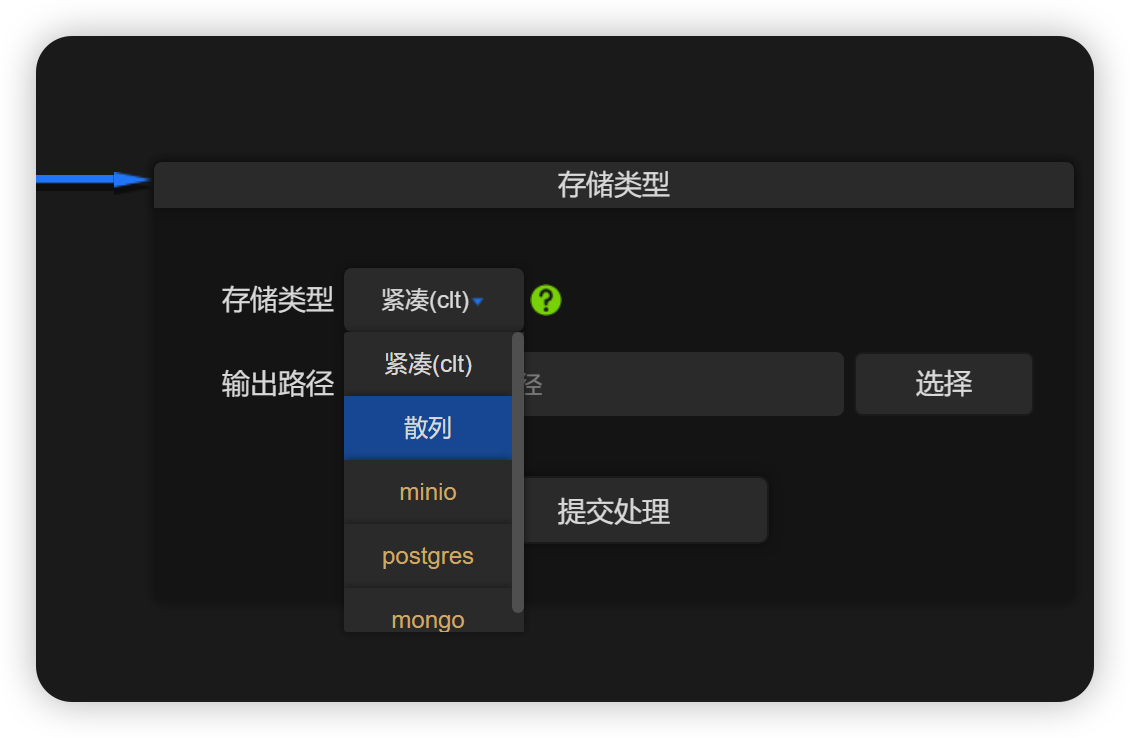 存储类型
存储类型 紧凑(clt) ?
紧凑(clt)
输出路径 径 选择
散列
minio
提交处理
postgres
mongo